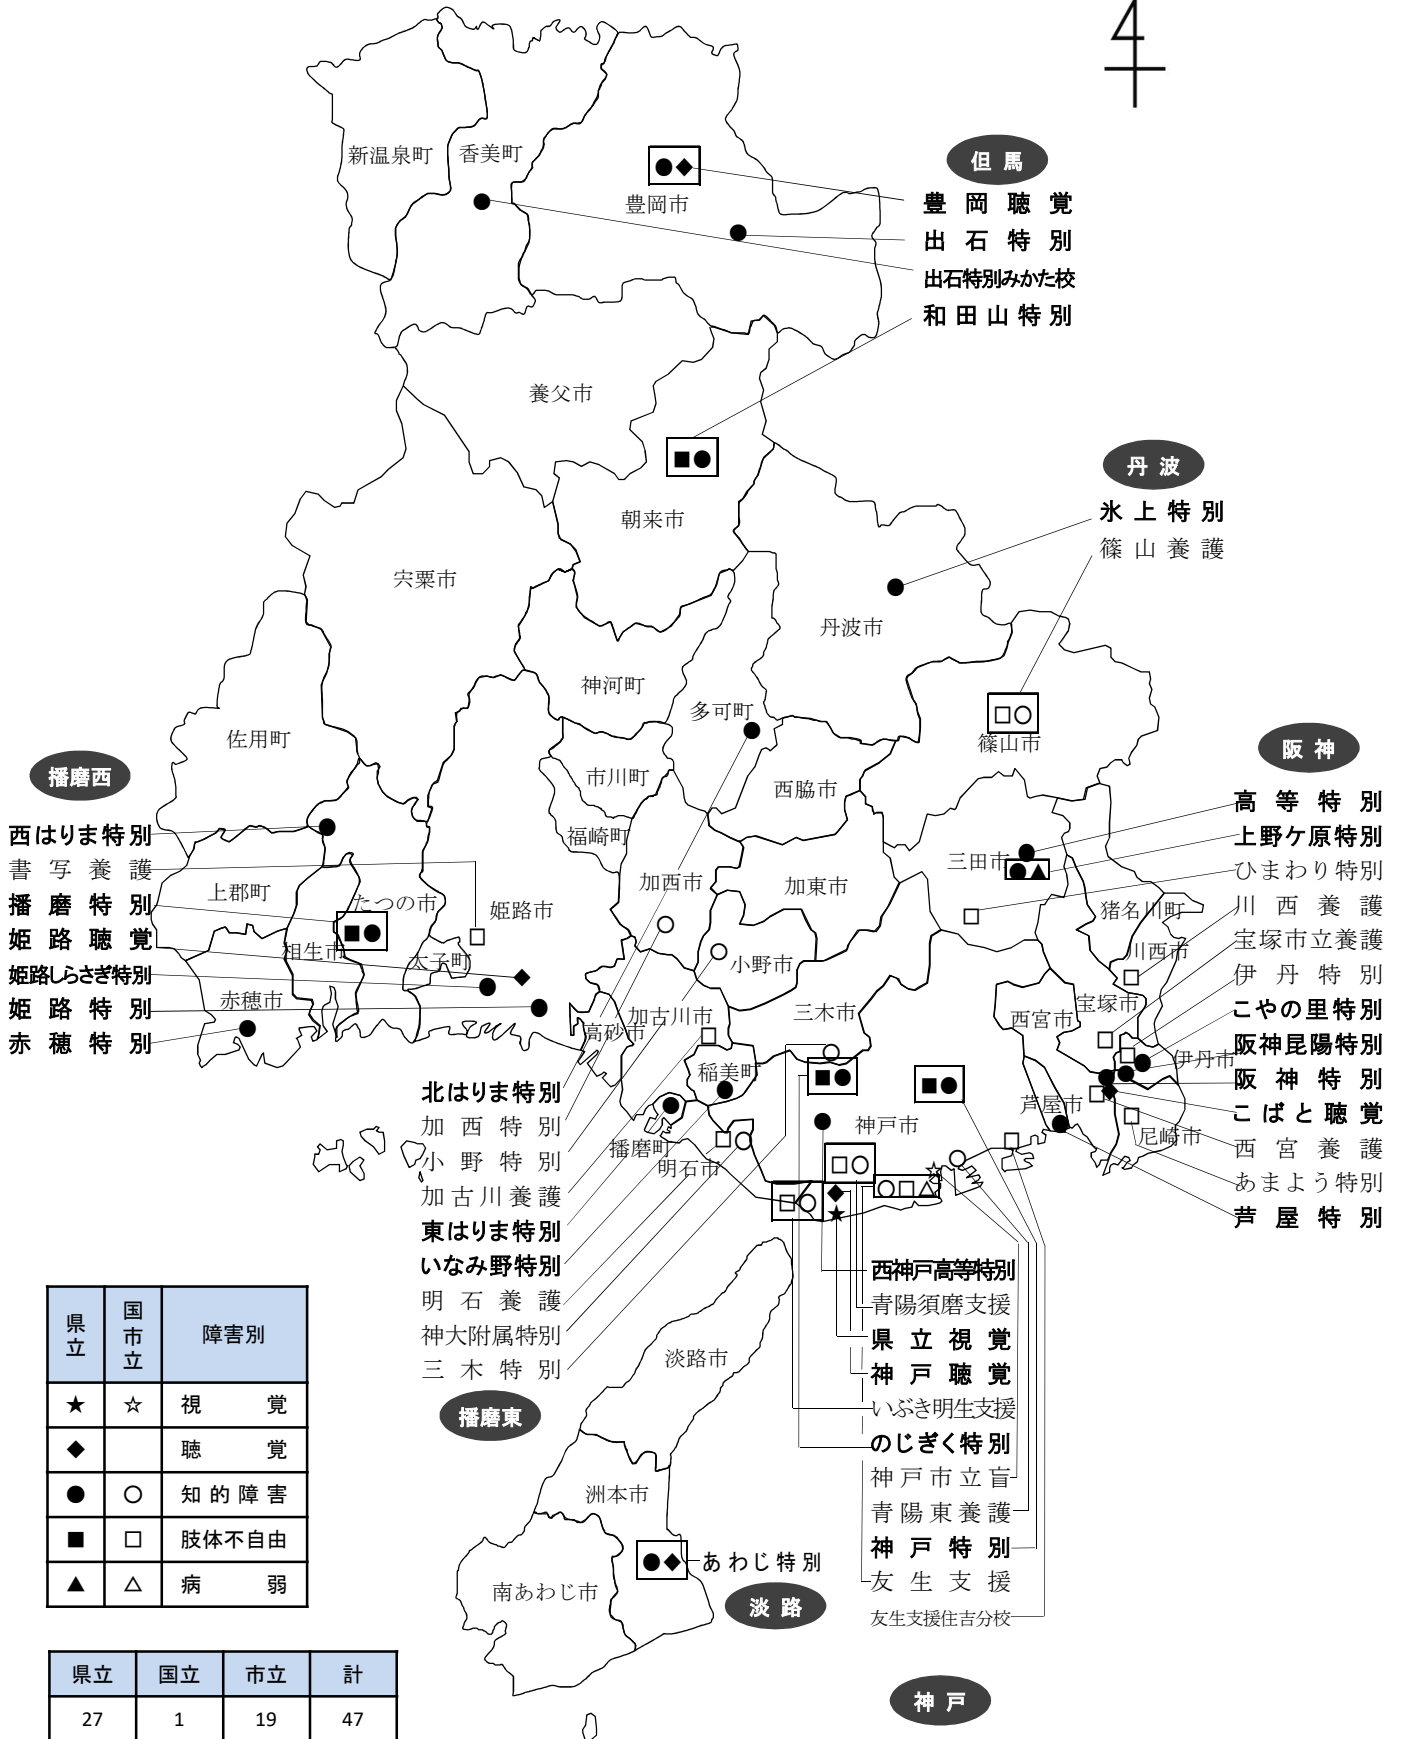 新温泉町
香美町
豊岡市
養父市
朝来市
宍粟市
丹波市
神河町
多可町
篠山市
佐用町
市川町
西脇市
福崎町
加西市
加東市
三田市
猪名川町
上郡町
たつの市
姫路市
相生市
太子町
小野市
川西市
赤穂市
高砂市
加古川市
三木市
西宮市
宝塚市
伊丹市
稲美町
芦屋市
尼崎市
播磨町
明石市
神戸市
淡路市
洲本市
南あわじ市
但馬
豊岡聴覚
出石特別
出石特別みかた校
和田山特別
丹波
氷上特別
篠山養護
阪神
高等特別
上野ケ原特別
ひまわり特別
川西養護
宝塚市立養護
伊丹特別
こやの里特別
阪神昆陽特別
阪神特別
こばと聴覚
西宮養護
あまよう特別
芦屋特別
播磨西
西はりま特別
書写養護
播磨特別
姫路聴覚
姫路しらさぎ特別
姫路特別
赤穂特別
北はりま特別
加西特別
小野特別
加古川養護
東はりま特別
いなみ野特別
明石養護
神大附属特別
三木特別
播磨東
西神戸高等特別
青陽須磨支援
県立視覚
神戸聴覚
いぶき明生支援
のじぎく特別
神戸市立盲
青陽東養護
神戸特別
友生支援
友生支援住吉分校
神戸
あわじ特別
淡路
県立 国市立 障害別
★ ☆ 視覚
◆ 聴覚
● ○ 知的障害
■ □ 肢体不自由
▲ △ 病弱
県立 国立 市立 計
27 1 19 47